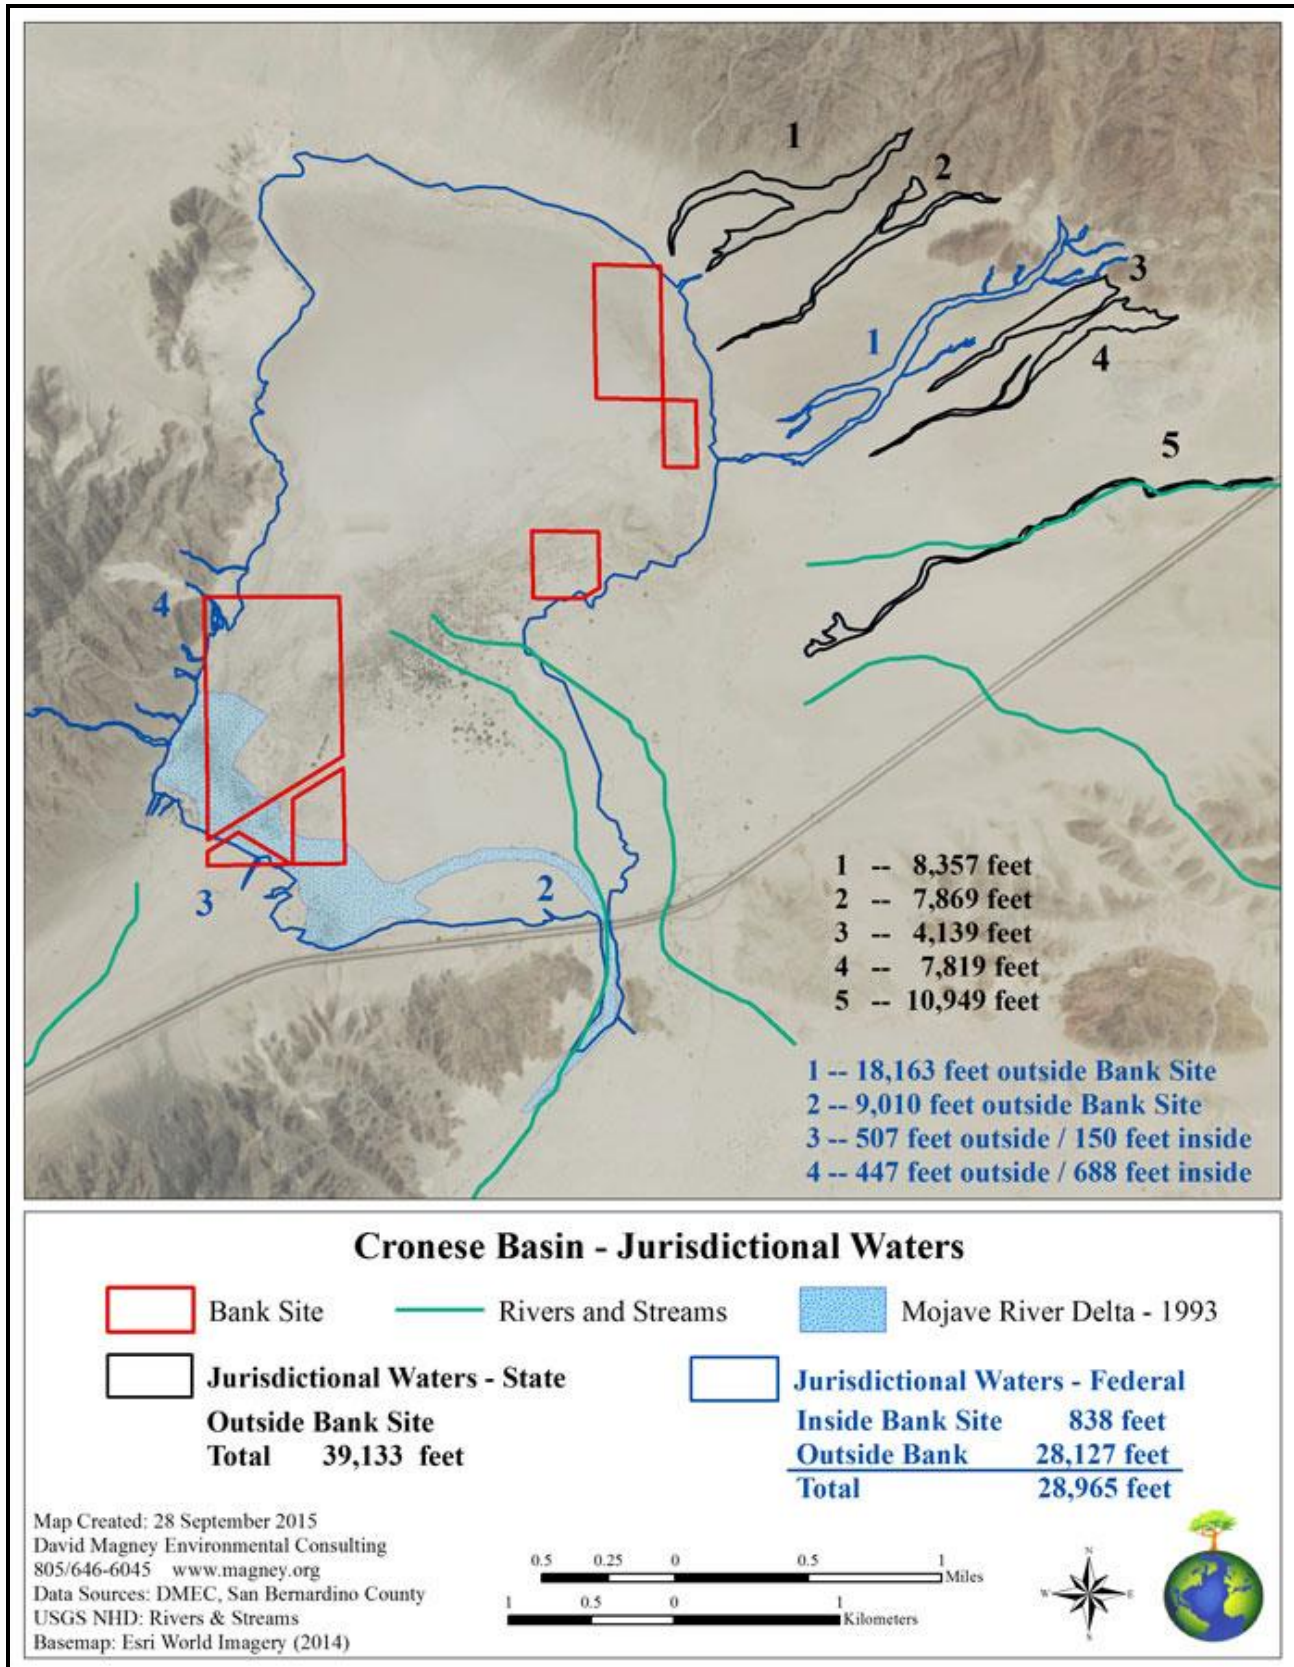 1
2
3
1
4
5
4
3
2
1 -- 8,357 feet
2 -- 7,869 feet
3 -- 4,139 feet
4 -- 7,819 feet
5 -- 10,949 feet
1 -- 18,163 feet outside Bank Site
2 -- 9,010 feet outside Bank Site
3 -- 507 feet outside / 150 feet inside
4 -- 447 feet outside / 688 feet inside
Cronese Basin - Jurisdictional Waters
Bank Site
Rivers and Streams
Mojave River Delta - 1993
Jurisdictional Waters - State
Outside Bank Site
Total 39,133 feet
Jurisdictional Waters - Federal
Inside Bank Site 838 feet
Outside Bank 28,127 feet
Total 28,965 feet
Map Created: 28 September 2015
David Magney Environmental Consulting
805/646-6045 www.magney.org
Data Sources: DMEC, San Bernardino County
USGS NHD: Rivers & Streams
Basemap: Esri World Imagery (2014)
0.5 0.25 0 0.5 1
Miles
1 0.5 0 1
Kilometers
N
W E
S